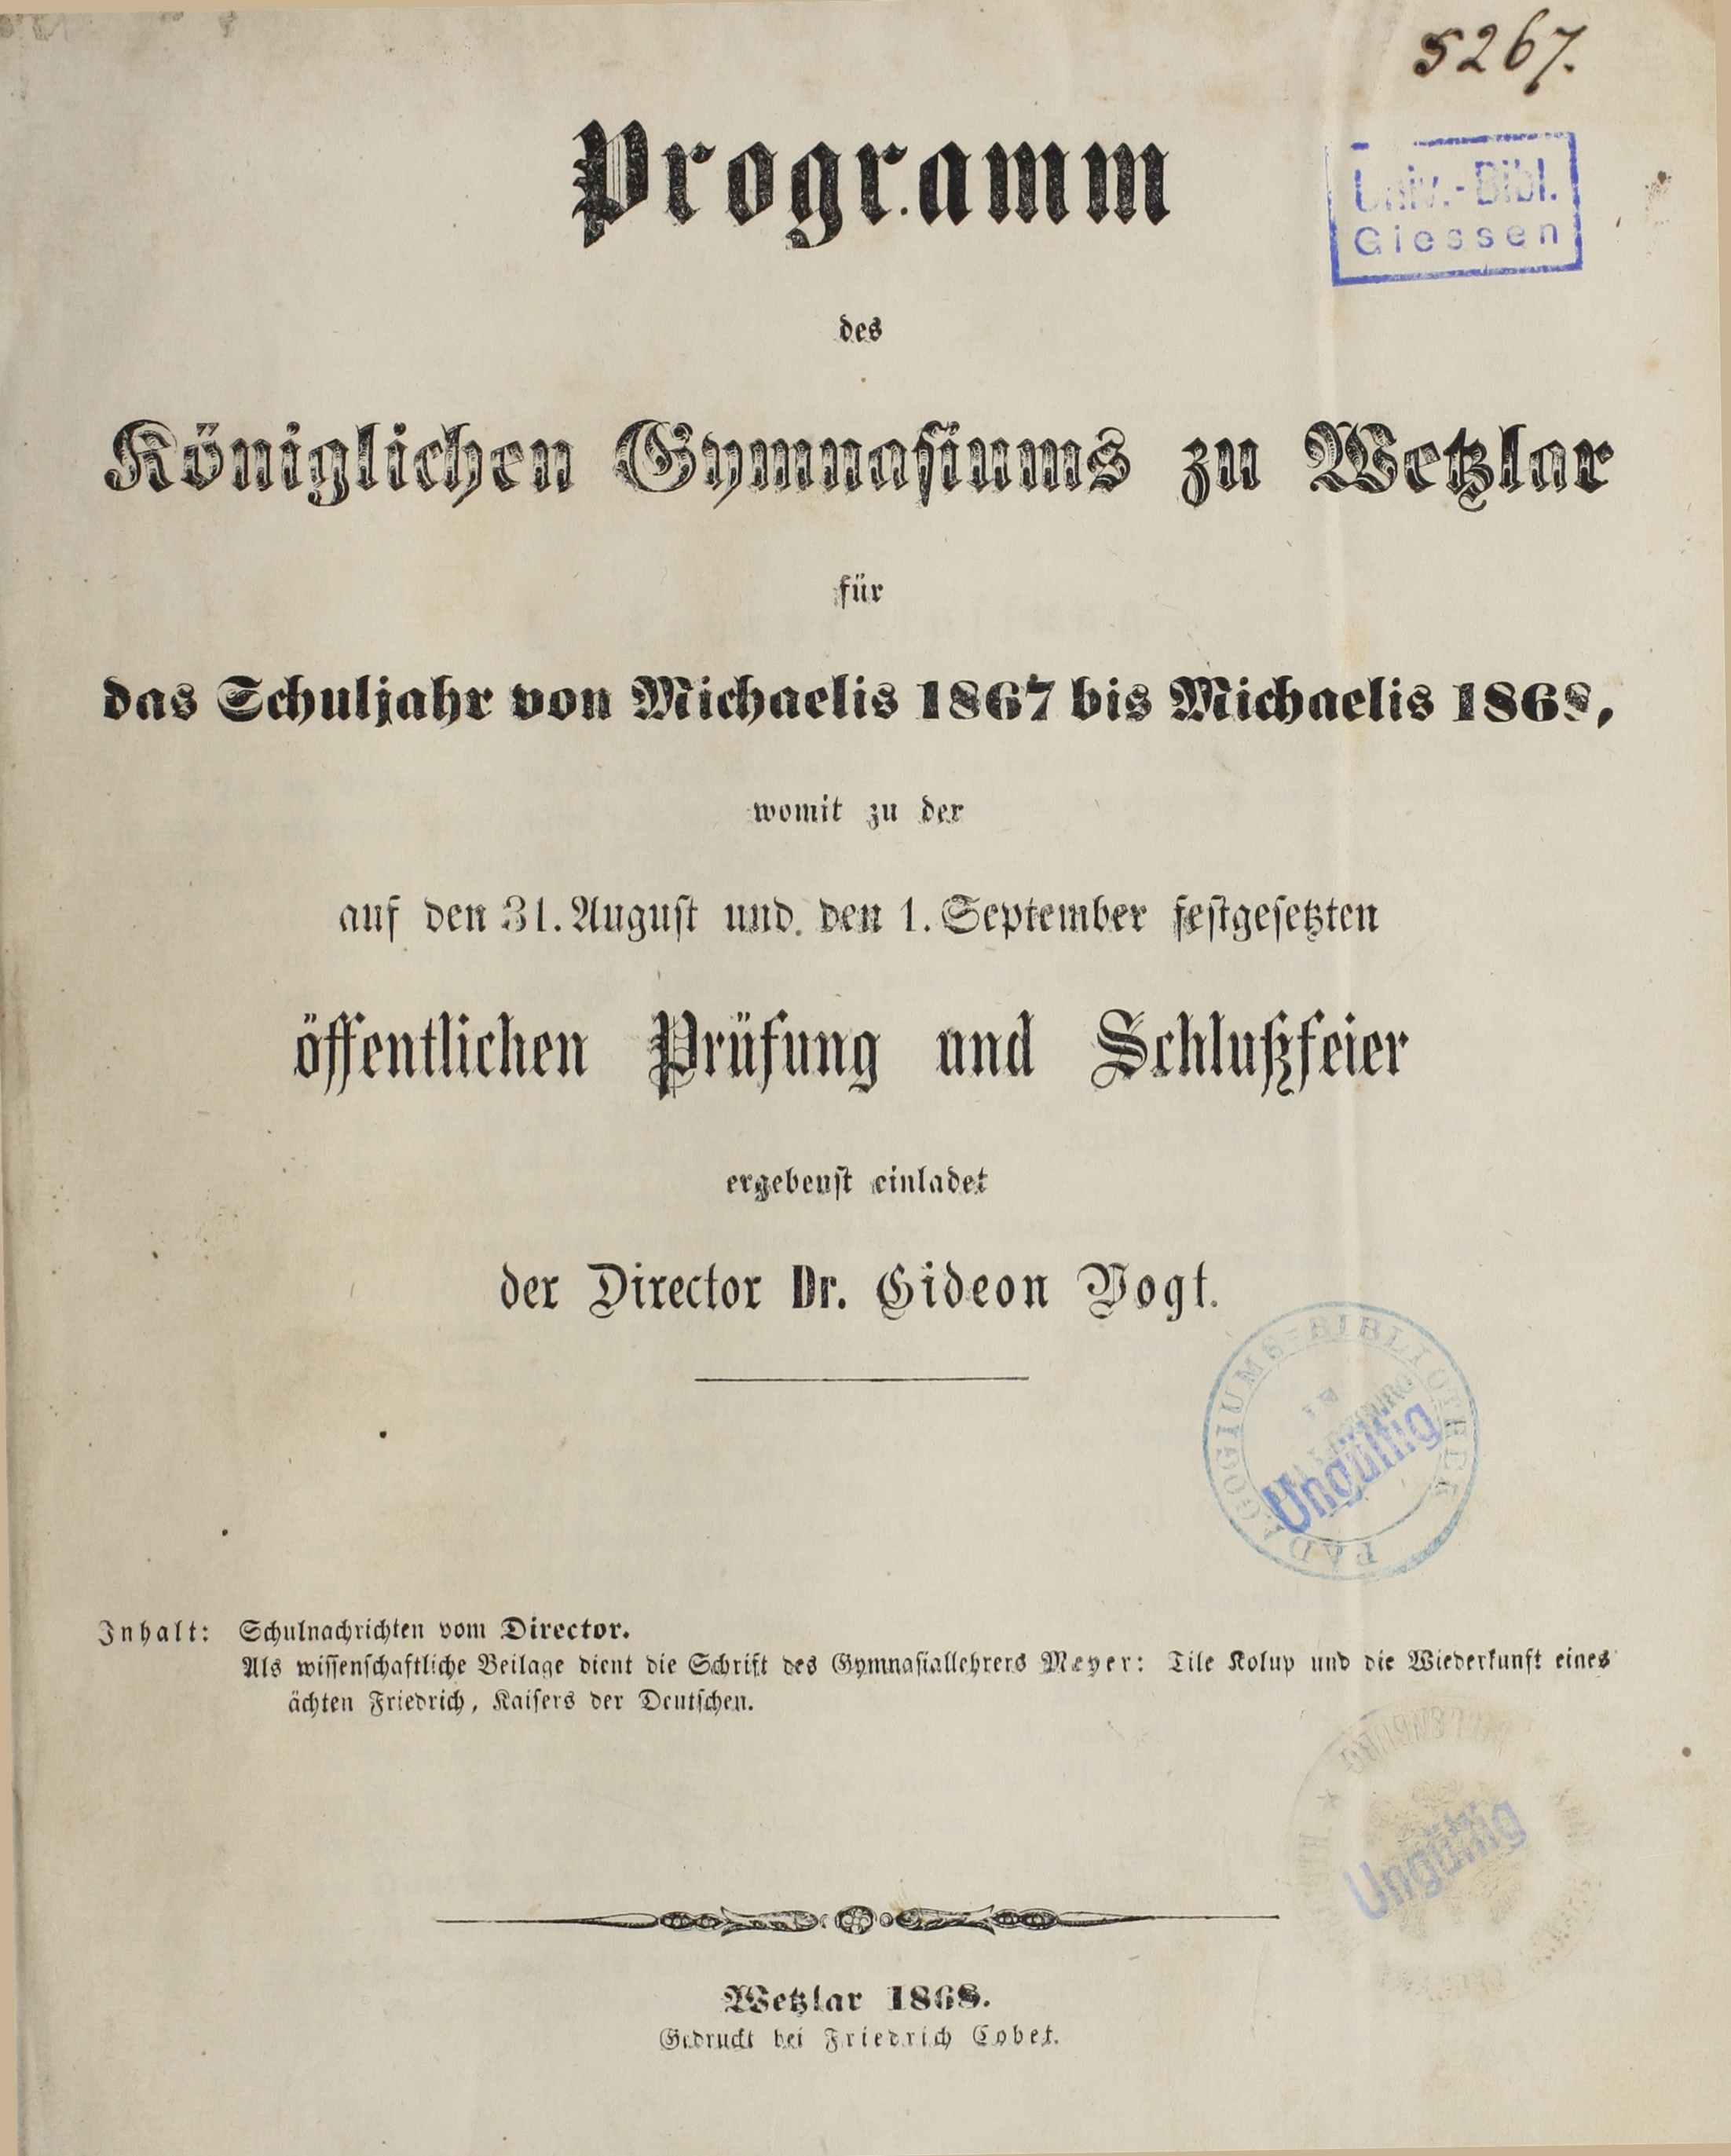 5267.
Programm
Univ.-Bibl.
Giessen
des
Königlichen Gymnasiums zu Wetzlar
für
das Schuljahr von Michaelis 1867 bis Michaelis 1868,
womit zu der
auf den 31. August und den 1. September festgesetzten
öffentlichen Prüfung und Schlußfeier
ergebenst einladet
der Director Dr. Gideon Vogt.
PÄDAGOGIUMS-BIBLIOTHEK
IN
Ungültig
Inhalt: Schulnachrichten vom Director.
Als wissenschaftliche Beilage dient die Schrift des Gymnasiallehrers Meyer: Tile Kolup und die Wiederkunft eines
ächten Friedrich, Kaisers der Deutschen.
Ungültig
Wetzlar 1868.
Gedruckt bei Friedrich Cobet.